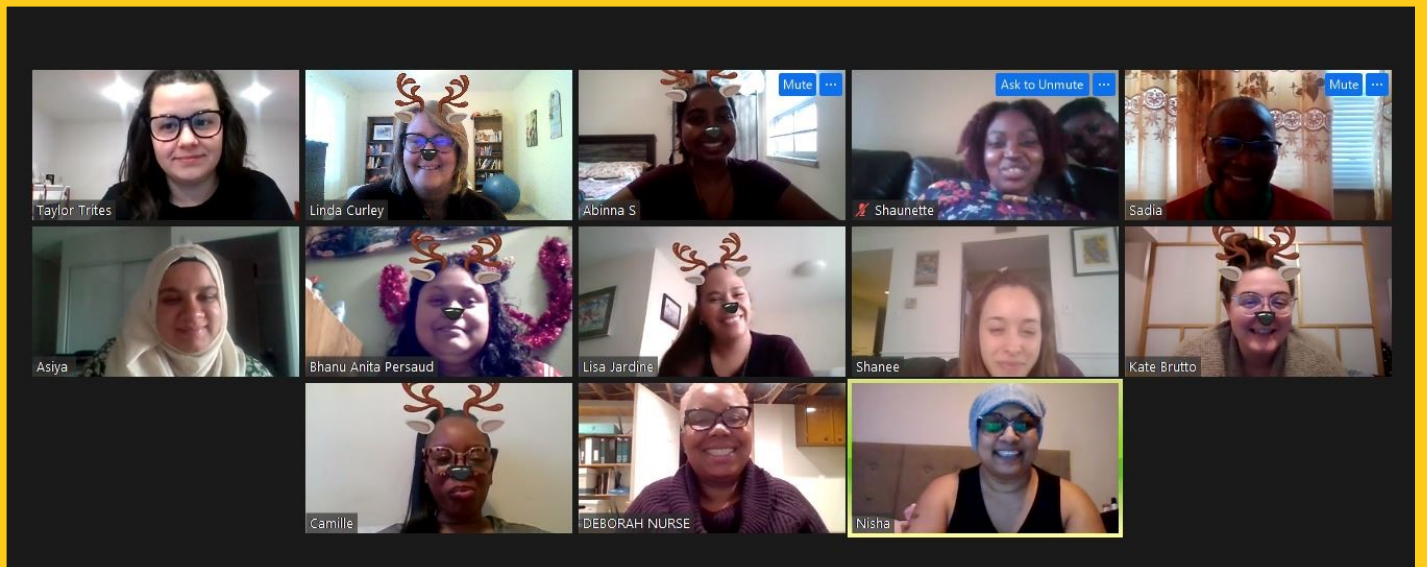 Mute ...
Ask to Unmute ...
Mute ...
Taylor Trites
Linda Curley
Abinna S
Shaunette
Sadia
Asiya
Bhanu Anita Persaud
Lisa Jardine
Shanee
Kate Brutto
Camille
DEBORAH NURSE
Nisha